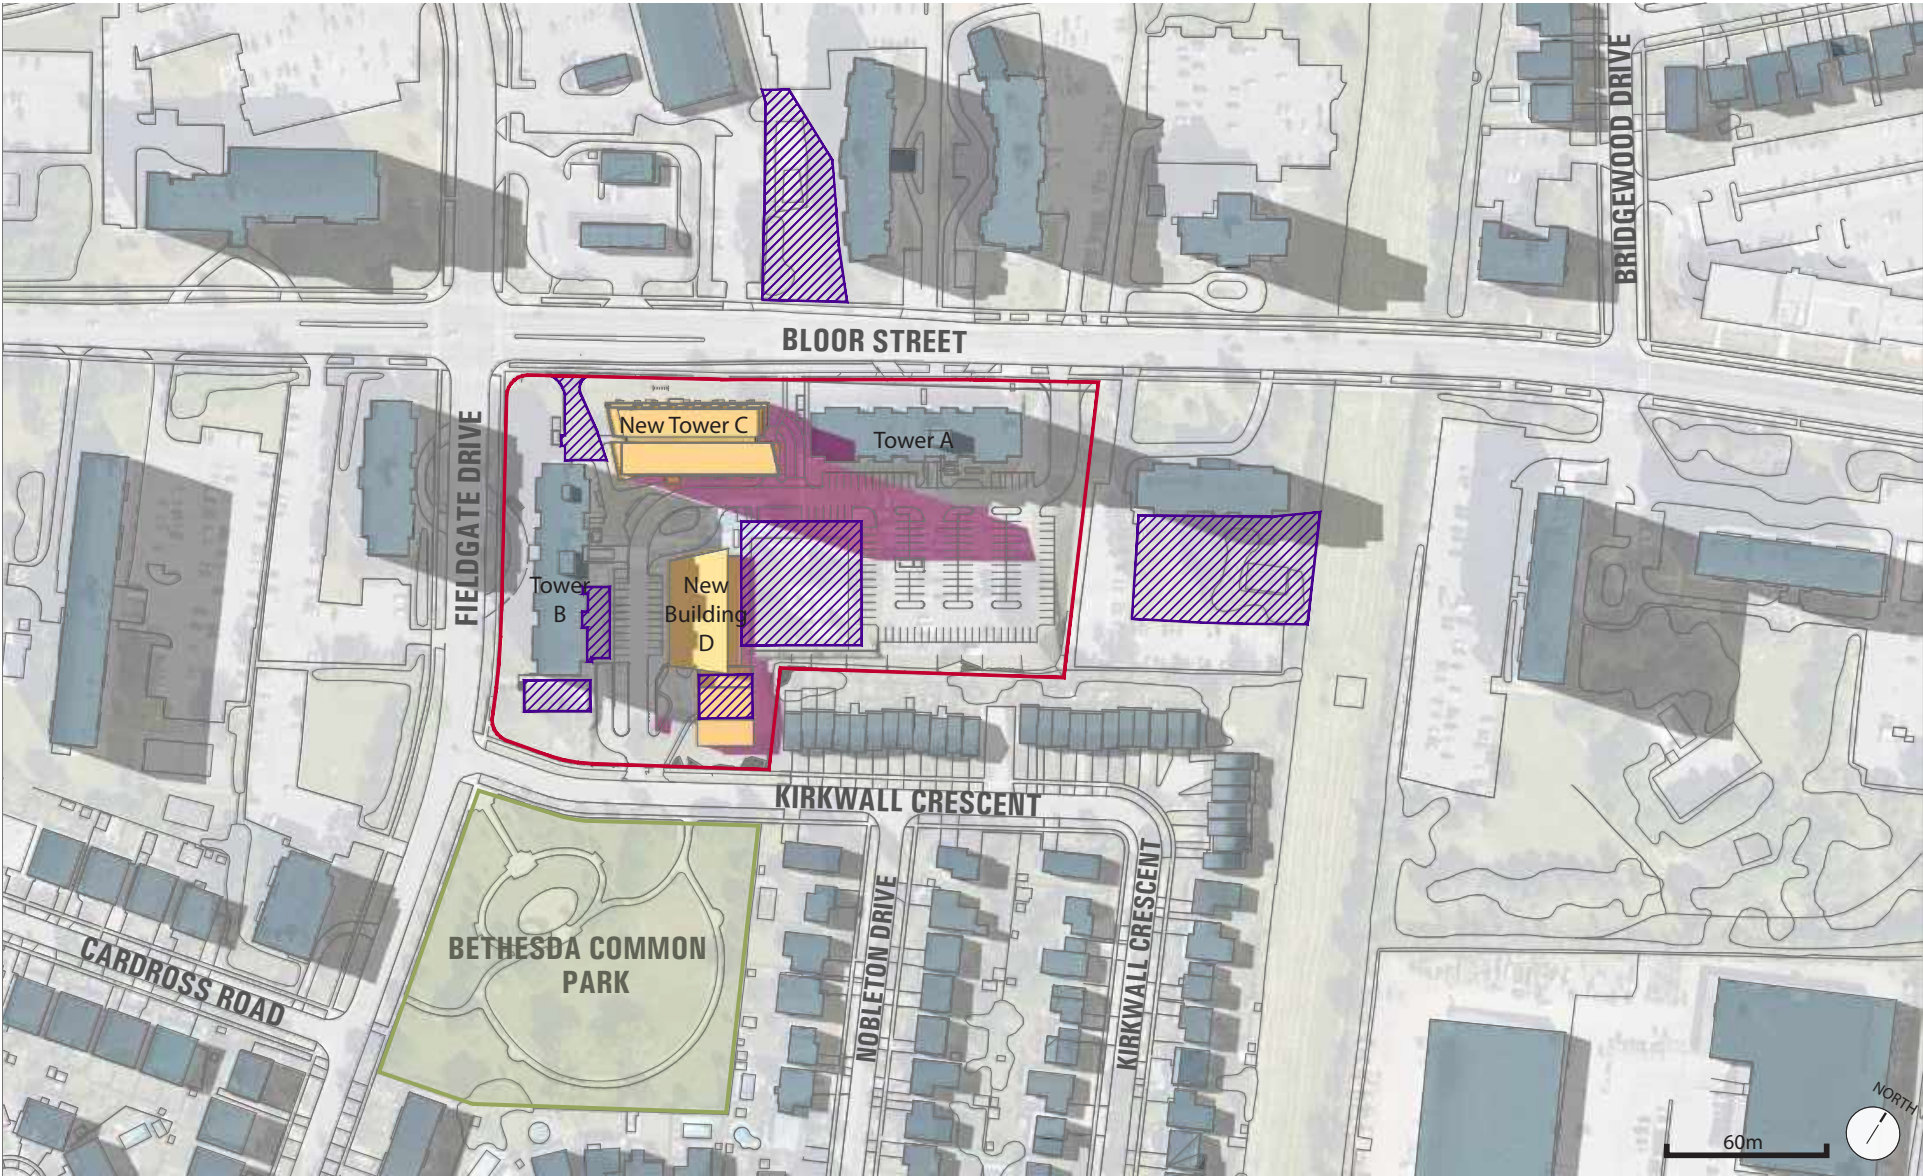 BRIDGEWOOD DRIVE
BLOOR STREET
FIELDGATE DRIVE
New Tower C
Tower A
Tower
B
New
Building
D
KIRKWALL CRESCENT
NOBLETON DRIVE
KIRKWALL CRESCENT
BETHESDA COMMON
PARK
CARDROSS ROAD
NORTH
60m